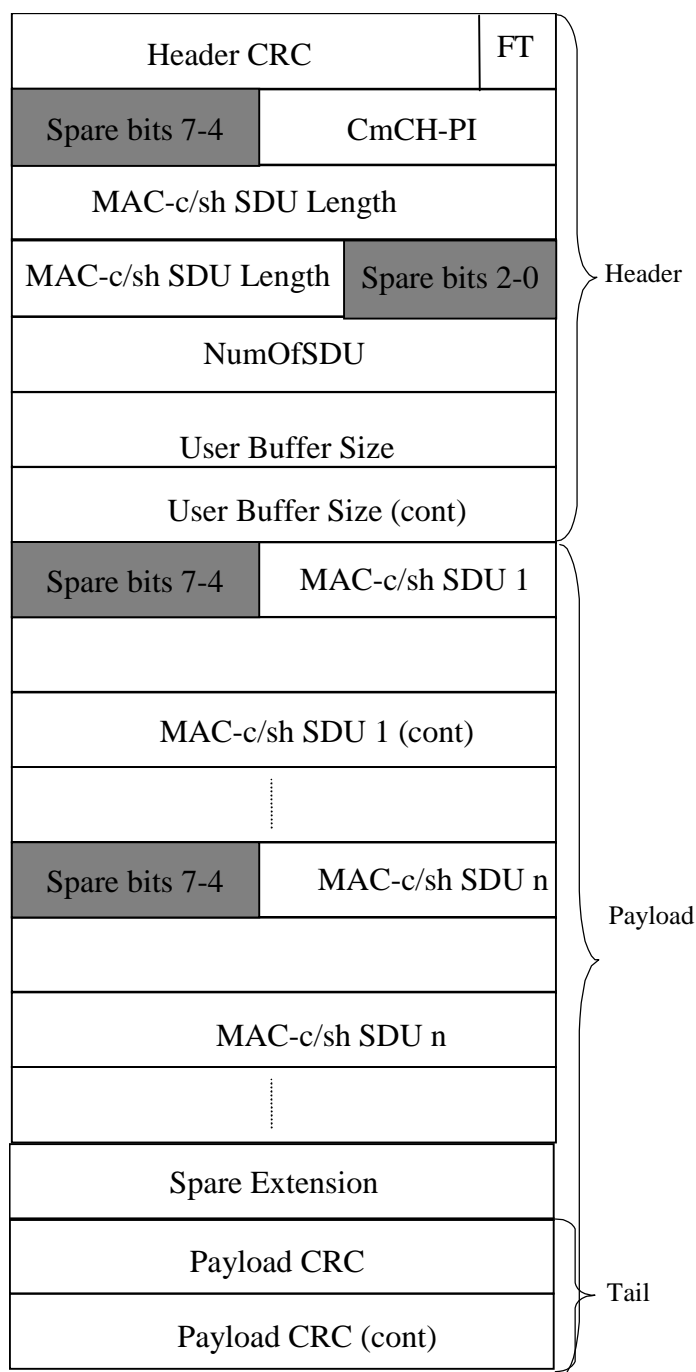 Header CRC FT
Spare bits 7-4 CmCH-PI
MAC-c/sh SDU Length
MAC-c/sh SDU Length Spare bits 2-0
Header
NumOfSDU
User Buffer Size
User Buffer Size (cont)
Spare bits 7-4 MAC-c/sh SDU 1
MAC-c/sh SDU 1 (cont)
Spare bits 7-4 MAC-c/sh SDU n
Payload
MAC-c/sh SDU n
Spare Extension
Payload CRC
Tail
Payload CRC (cont)